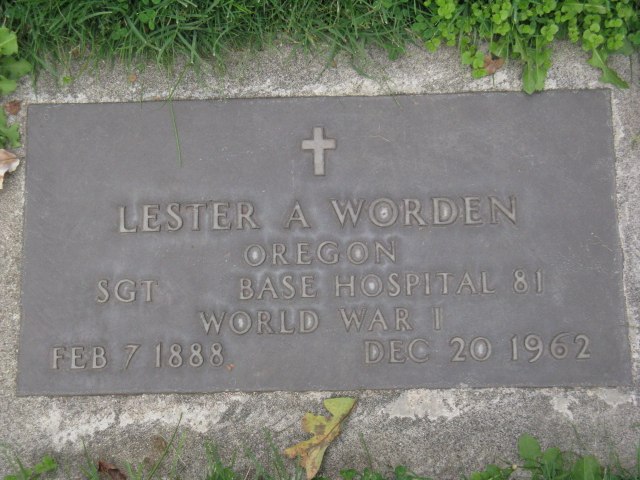 LESTER A WORDEN
OREGON
SGT BASE HOSPITAL 81
WORLD WAR I
FEB 7 1888 DEC 20 1962